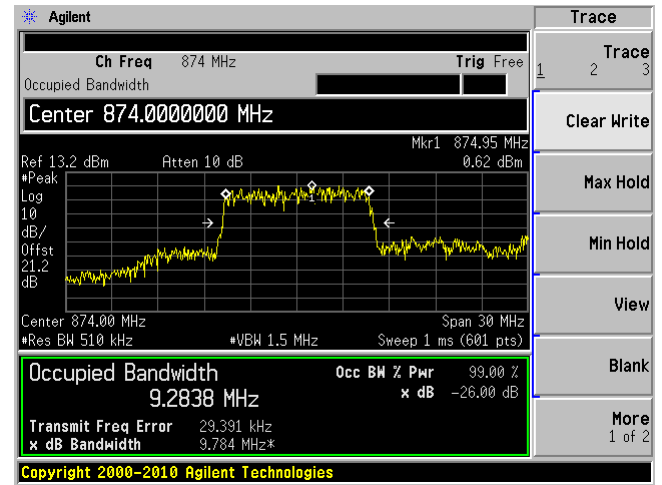 Agilent
Trace
Ch Freq 874 MHz Trig Free
Occupied Bandwidth
Center 874.0000000 MHz
Mkr1 874.95 MHz
Ref 13.2 dBm Atten 10 dB 0.62 dBm
#Peak
Log
10
dB/
Offst
21.2
dB
1
Center 874.00 MHz Span 30 MHz
#Res BW 510 kHz #VBW 1.5 MHz Sweep 1 ms (601 pts)
Occupied Bandwidth Occ BW % Pwr 99.00 %
9.2838 MHz x dB -26.00 dB
Transmit Freq Error 29.391 kHz
x dB Bandwidth 9.784 MHz*
Copyright 2000-2010 Agilent Technologies
Trace
1 2 3
Clear Write
Max Hold
Min Hold
View
Blank
More
1 of 2